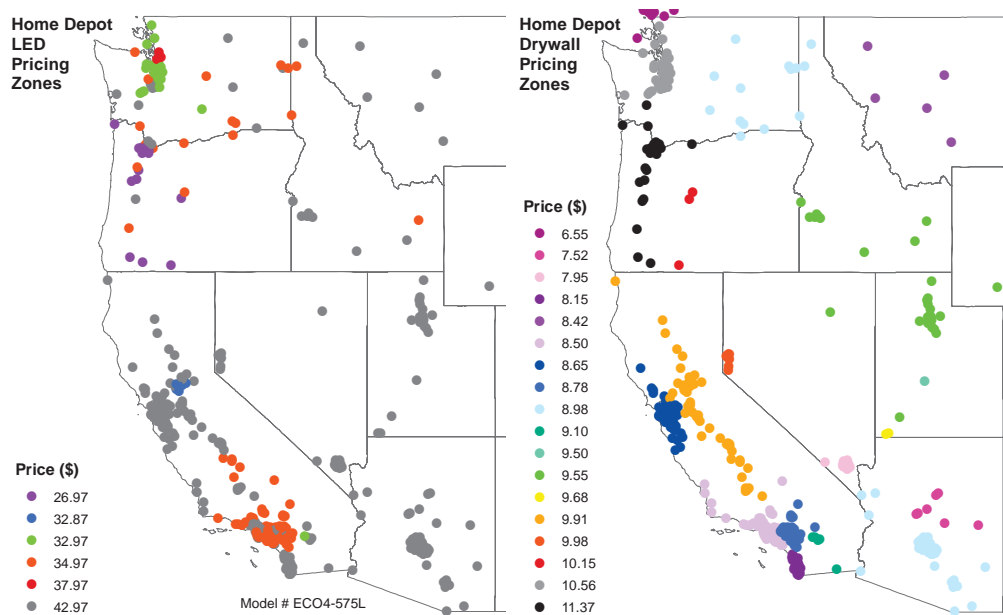 Home Depot
LED
Pricing
Zones
Price ($)
26.97
32.87
32.97
34.97
37.97
42.97
Model # ECO4-575L
Home Depot
Drywall
Pricing
Zones
Price ($)
6.55
7.52
7.95
8.15
8.42
8.50
8.65
8.78
8.98
9.10
9.50
9.55
9.68
9.91
9.98
10.15
10.56
11.37